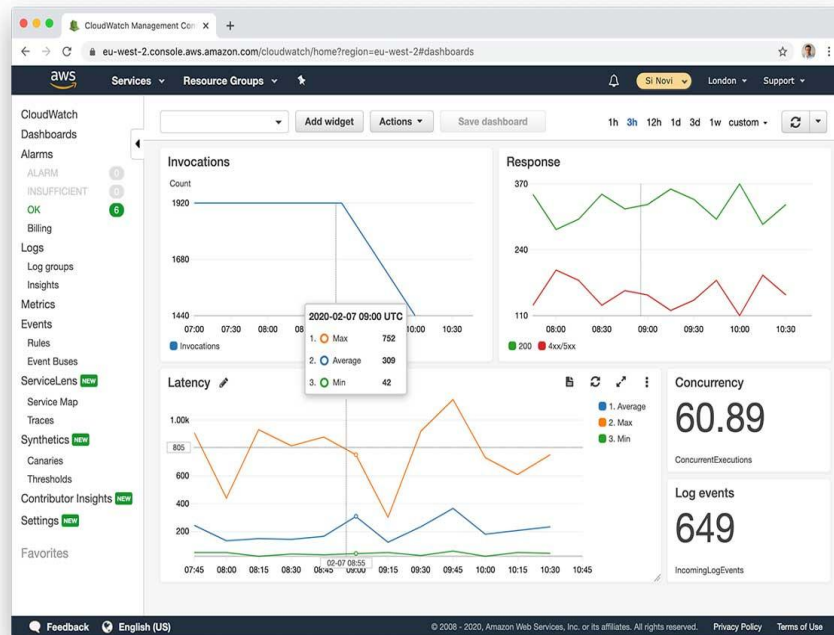 CloudWatch Management Con
eu-west-2.console.aws.amazon.com/cloudwatch/home?region=eu-west-2#dashboards
aws Services Resource Groups Si Novi London Support
CloudWatch
Dashboards
Alarms
ALARM 0
INSUFFICIENT 0
OK 6
Billing
Logs
Log groups
Insights
Metrics
Events
Rules
Event Buses
ServiceLens NEW
Service Map
Traces
Synthetics NEW
Canaries
Thresholds
Contributor Insights NEW
Settings NEW
Favorites
Add widget Actions Save dashboard 1h 3h 12h 1d 3d 1w custom
Invocations
Count
1920
1680
1440
07:00 07:30 08:00 10:00 10:30
Invocations
2020-02-07 09:00 UTC
1. Max 752
2. Average 309
3. Min 42
Response
370
240
110
08:00 08:30 09:00 09:30 10:00 10:30
200 4xx/5xx
Latency
1. Average
2. Max
3. Min
1.00k
805
600
400
200
02-07 08:55
07:45 08:00 08:15 08:30 08:45 09:00 09:15 09:30 09:45 10:00 10:15 10:30 10:45
Concurrency
60.89
ConcurrentExecutions
Log events
649
IncomingLogEvents
Feedback English (US) © 2008 - 2020, Amazon Web Services, Inc. or its affiliates. All rights reserved. Privacy Policy Terms of Use